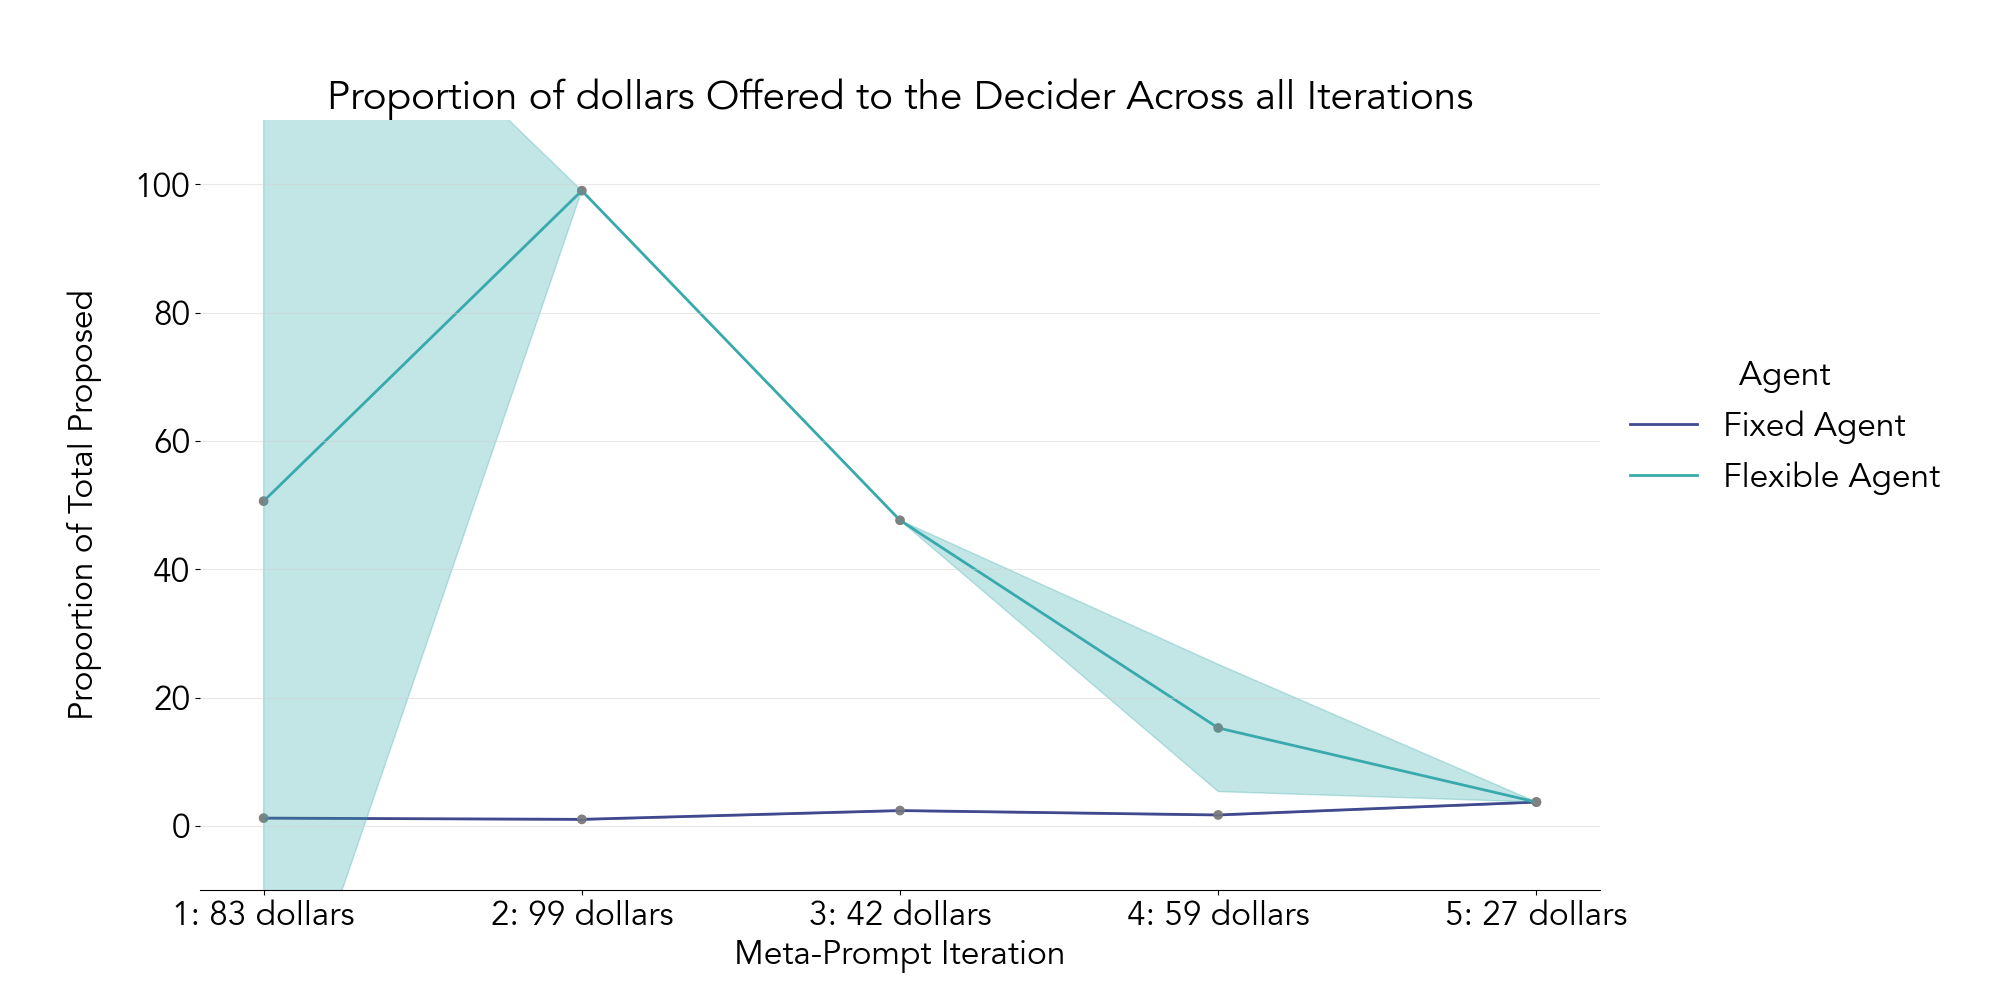 Proportion of dollars Offered to the Decider Across all Iterations
Proportion of Total Proposed
100
80
60
40
20
0
1: 83 dollars
2: 99 dollars
3: 42 dollars
4: 59 dollars
5: 27 dollars
Meta-Prompt Iteration
Agent
Fixed Agent
Flexible Agent